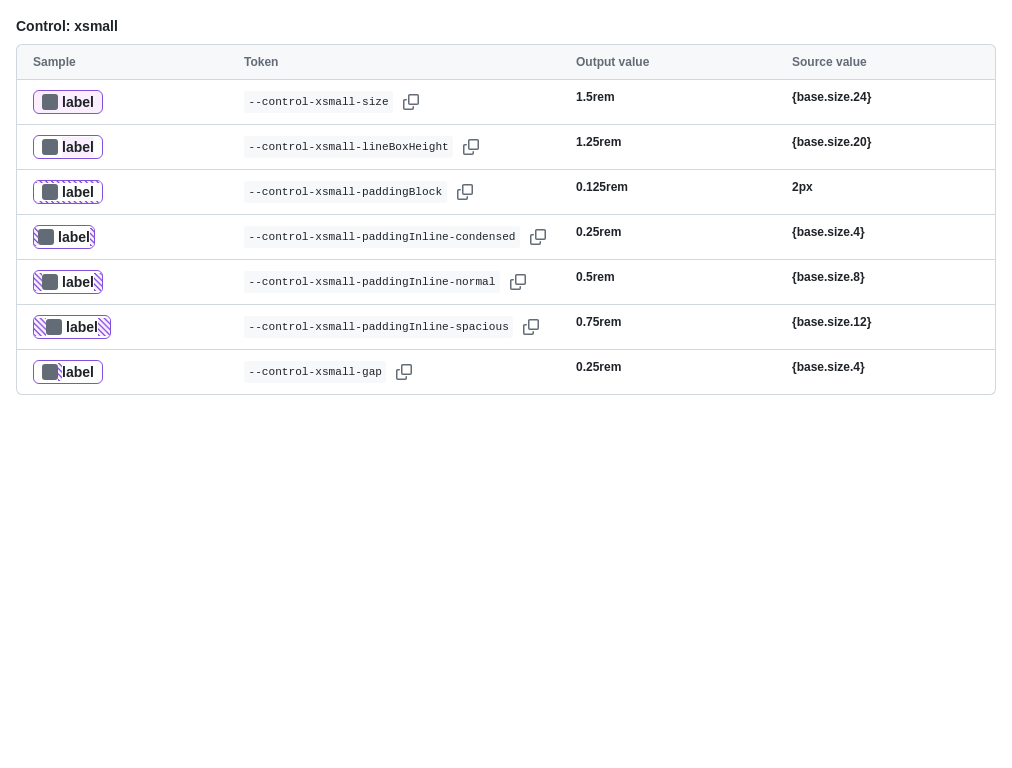 Control: xsmall
Sample Token Output value Source value
label --control-xsmall-size 1.5rem {base.size.24}
label --control-xsmall-lineBoxHeight 1.25rem {base.size.20}
label --control-xsmall-paddingBlock 0.125rem 2px
label --control-xsmall-paddingInline-condensed 0.25rem {base.size.4}
label --control-xsmall-paddingInline-normal 0.5rem {base.size.8}
label --control-xsmall-paddingInline-spacious 0.75rem {base.size.12}
label --control-xsmall-gap 0.25rem {base.size.4}